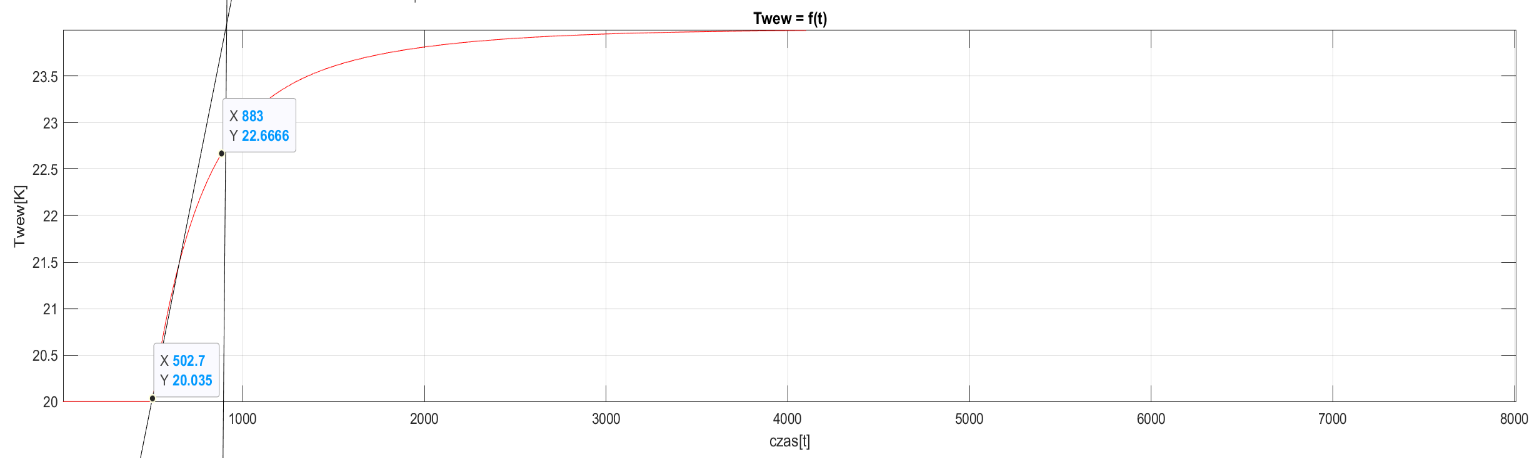 Twew = f(t)
23.5
23
22.5
22
21.5
21
20.5
20
Twew[K]
X 883
Y 22.6666
X 502.7
Y 20.035
1000 2000 3000 4000 5000 6000 7000 8000
czas[t]